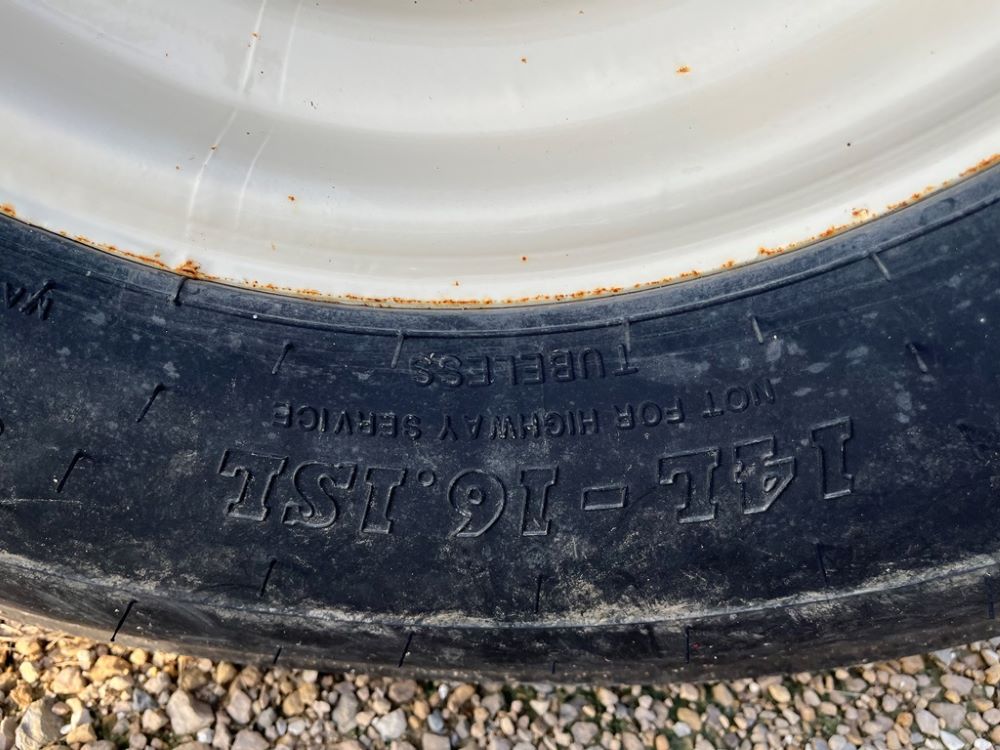 14L - 16.1SL
NOT FOR HIGHWAY SERVICE
TUBELESS